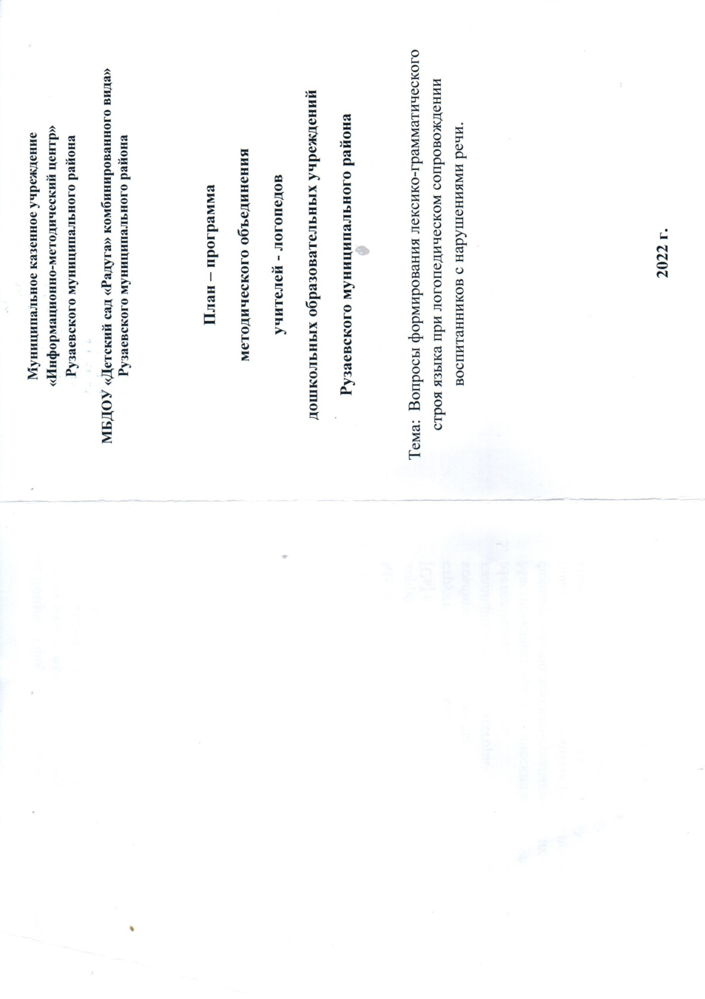 Муниципальное казенное учреждение
«Информационно-методический центр»
Рузаевского муниципального района
МБДОУ «Детский сад «Радуга» комбинированного вида»
Рузаевского муниципального района
План – программа
методического объединения
учителей - логопедов
дошкольных образовательных учреждений
Рузаевского муниципального района
Тема: Вопросы формирования лексико-грамматического
строя языка при логопедическом сопровождении
воспитанников с нарушениями речи.
2022 г.